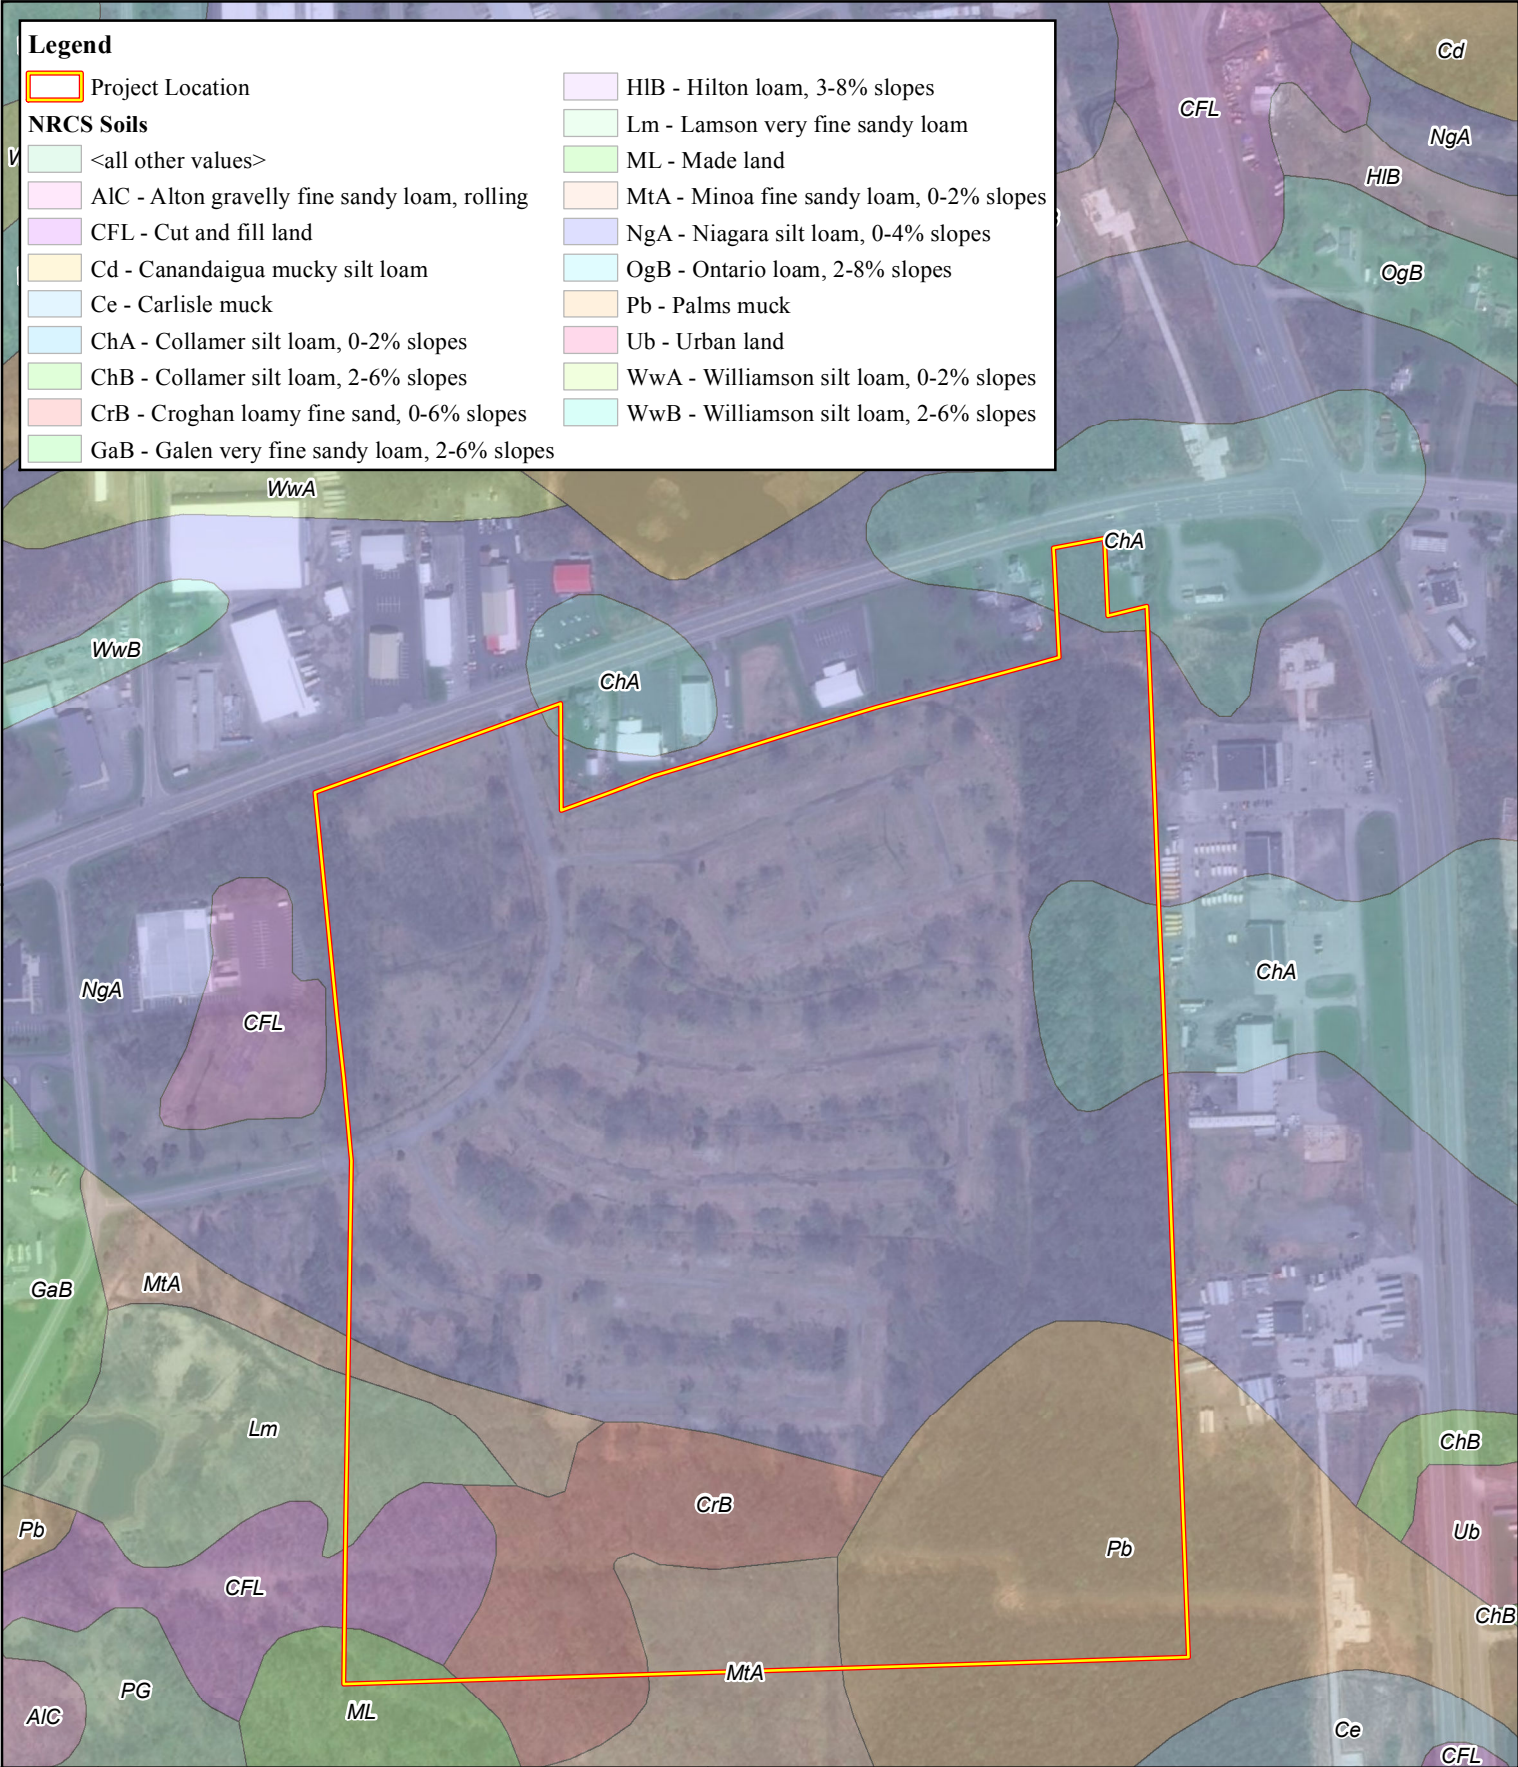 Legend
Project Location
NRCS Soils
<all other values>
AlC - Alton gravelly fine sandy loam, rolling
CFL - Cut and fill land
Cd - Canandaigua mucky silt loam
Ce - Carlisle muck
ChA - Collamer silt loam, 0-2% slopes
ChB - Collamer silt loam, 2-6% slopes
CrB - Croghan loamy fine sand, 0-6% slopes
GaB - Galen very fine sandy loam, 2-6% slopes
HlB - Hilton loam, 3-8% slopes
Lm - Lamson very fine sandy loam
ML - Made land
MtA - Minoa fine sandy loam, 0-2% slopes
NgA - Niagara silt loam, 0-4% slopes
OgB - Ontario loam, 2-8% slopes
Pb - Palms muck
Ub - Urban land
WwA - Williamson silt loam, 0-2% slopes
WwB - Williamson silt loam, 2-6% slopes
Cd
CFL
NgA
HlB
OgB
WwA
ChA
WwB
ChA
ChA
NgA
CFL
GaB
MtA
Lm
ChB
CrB
Pb
Ub
Pb
CFL
ChB
MtA
PG
AlC
ML
Ce
CFL